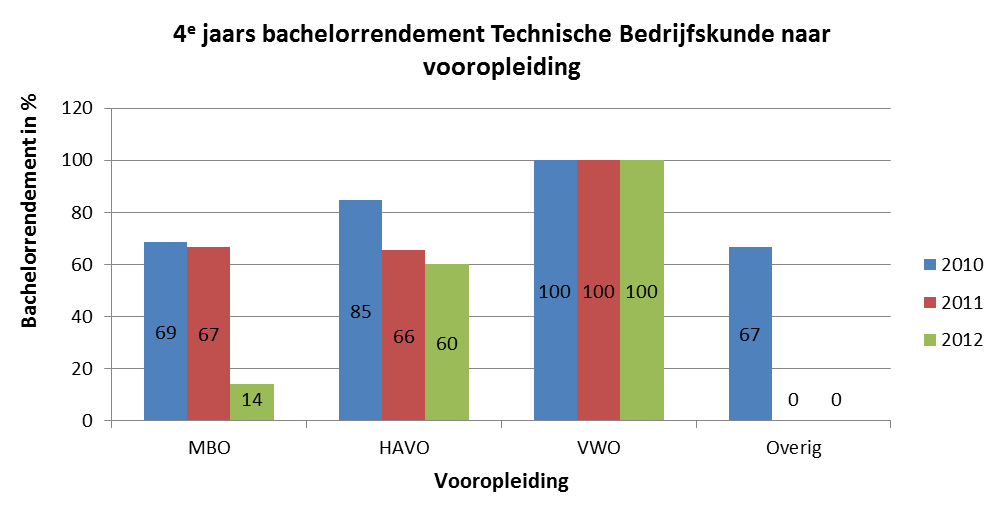 4e jaars bachelorrendement Technische Bedrijfskunde naar
vooropleiding
Bachelorrendement in %
120
100
80
60
40
20
0
69
67
14
85
66
60
100
100
100
67
0
0
MBO
HAVO
VWO
Overig
Vooropleiding
2010
2011
2012